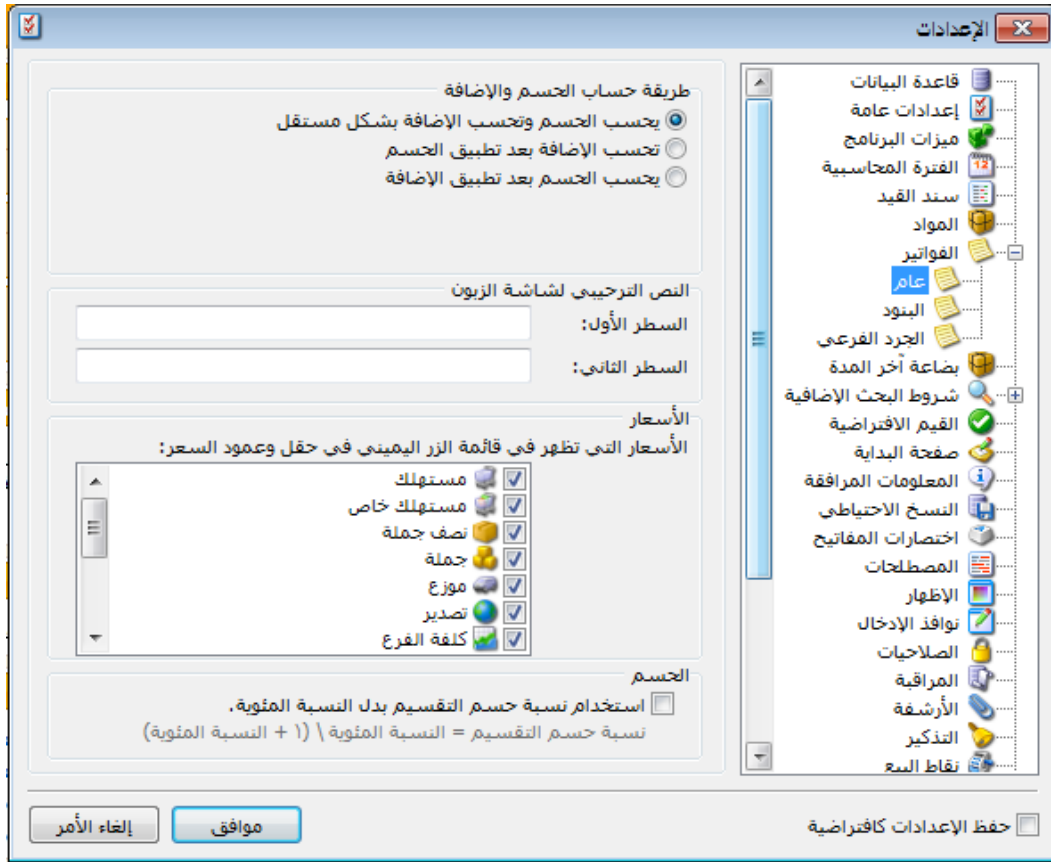 الإعدادات
قاعدة البيانات
إعدادات عامة
ميزات البرنامج
الفترة المحاسبية
سند القيد
المواد
الفواتير
عام
البنود
الجرد الفرعي
بضاعة آخر المدة
شروط البحث الإضافية
القيم الافتراضية
صفحة البداية
المعلومات المرافقة
النسخ الاحتياطي
اختصارات المفاتيح
المصطلحات
الإظهار
نوافذ الإدخال
الصلاحيات
المراقبة
الأرشفة
التذكير
نقاط البيع
طريقة حساب الحسم والإضافة
يحسب الحسم وتحسب الإضافة بشكل مستقل
تحسب الإضافة بعد تطبيق الحسم
يحسب الحسم بعد تطبيق الإضافة
النص الترحيبي لشاشة الزبون
السطر الأول:
السطر الثاني:
الأسعار
الأسعار التي تظهر في قائمة الزر اليميني في حقل وعمود السعر:
مستهلك
مستهلك خاص
نصف جملة
جملة
موزع
تصدير
كلفة الفرع
الحسم
استخدام نسبة حسم التقسيم بدل النسبة المئوية.
نسبة حسم التقسيم = النسبة المئوية \ (١ + النسبة المئوية)
حفظ الإعدادات كافتراضية
موافق
إلغاء الأمر